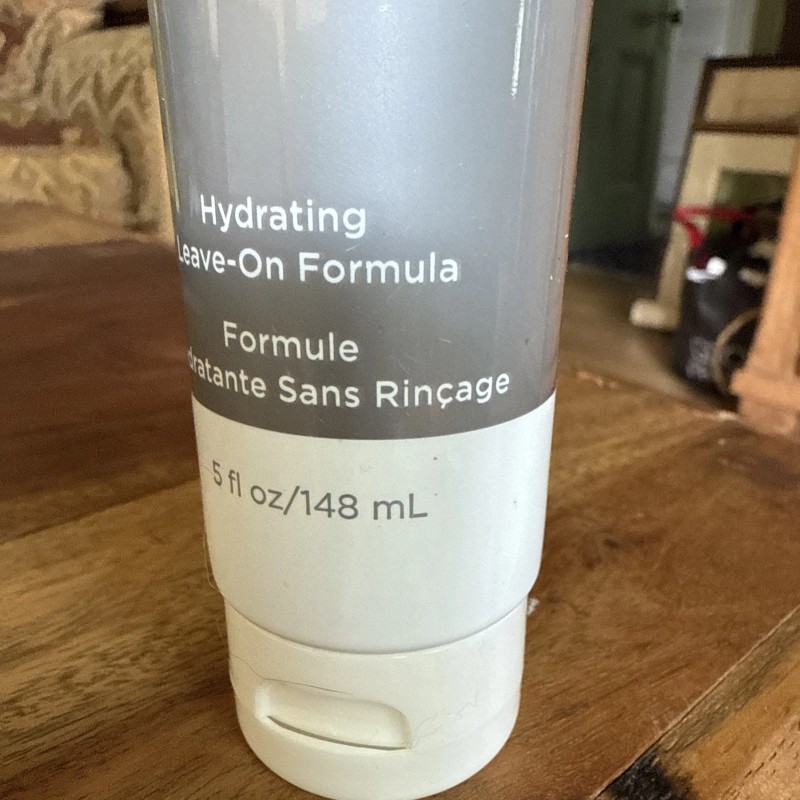 Hydrating
Leave-On Formula
Formule
dratante Sans Rinçage
5 fl oz/148 mL